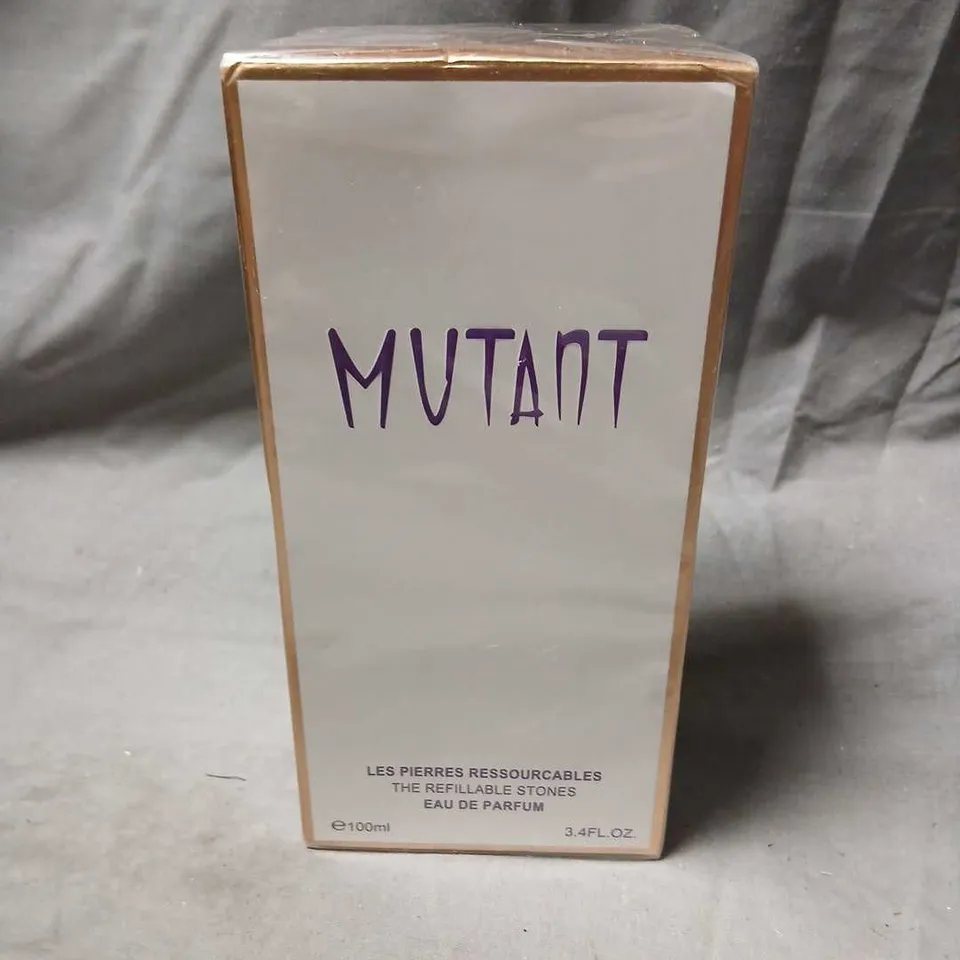 MUTANT
LES PIERRES RESSOURCABLES
THE REFILLABLE STONES
EAU DE PARFUM
℮100ml
3.4FL.OZ.